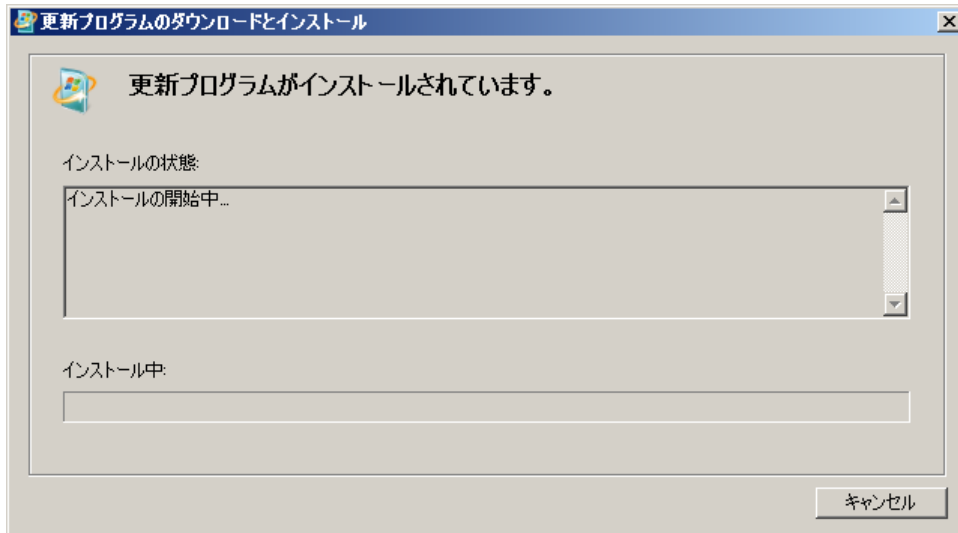 更新プログラムのダウンロードとインストール
更新プログラムがインストールされています。
インストールの状態:
インストールの開始中...
インストール中:
キャンセル